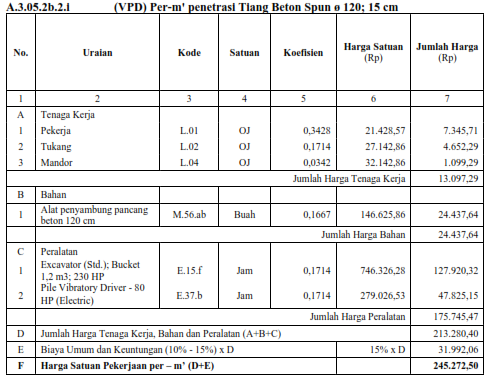 A.3.05.2b.2.i (VPD) Per-m' penetrasi Tiang Beton Spun ø 120; 15 cm
No. Uraian Kode Satuan Koefisien Harga Satuan (Rp) Jumlah Harga (Rp)
1 2 3 4 5 6 7
A Tenaga Kerja
1 Pekerja L.01 OJ 0,3428 21.428,57 7.345,71
2 Tukang L.02 OJ 0,1714 27.142,86 4.652,29
3 Mandor L.04 OJ 0,0342 32.142,86 1.099,29
Jumlah Harga Tenaga Kerja 13.097,29
B Bahan
1 Alat penyambung pancang beton 120 cm M.56.ab Buah 0,1667 146.625,86 24.437,64
Jumlah Harga Bahan 24.437,64
C Peralatan
1 Excavator (Std.); Bucket 1,2 m3; 230 HP E.15.f Jam 0,1714 746.326,28 127.920,32
2 Pile Vibratory Driver - 80 HP (Electric) E.37.b Jam 0,1714 279.026,53 47.825,15
Jumlah Harga Peralatan 175.745,47
D Jumlah Harga Tenaga Kerja, Bahan dan Peralatan (A+B+C) 213.280,40
E Biaya Umum dan Keuntungan (10% - 15%) x D 15% x D 31.992,06
F Harga Satuan Pekerjaan per – m' (D+E) 245.272,50